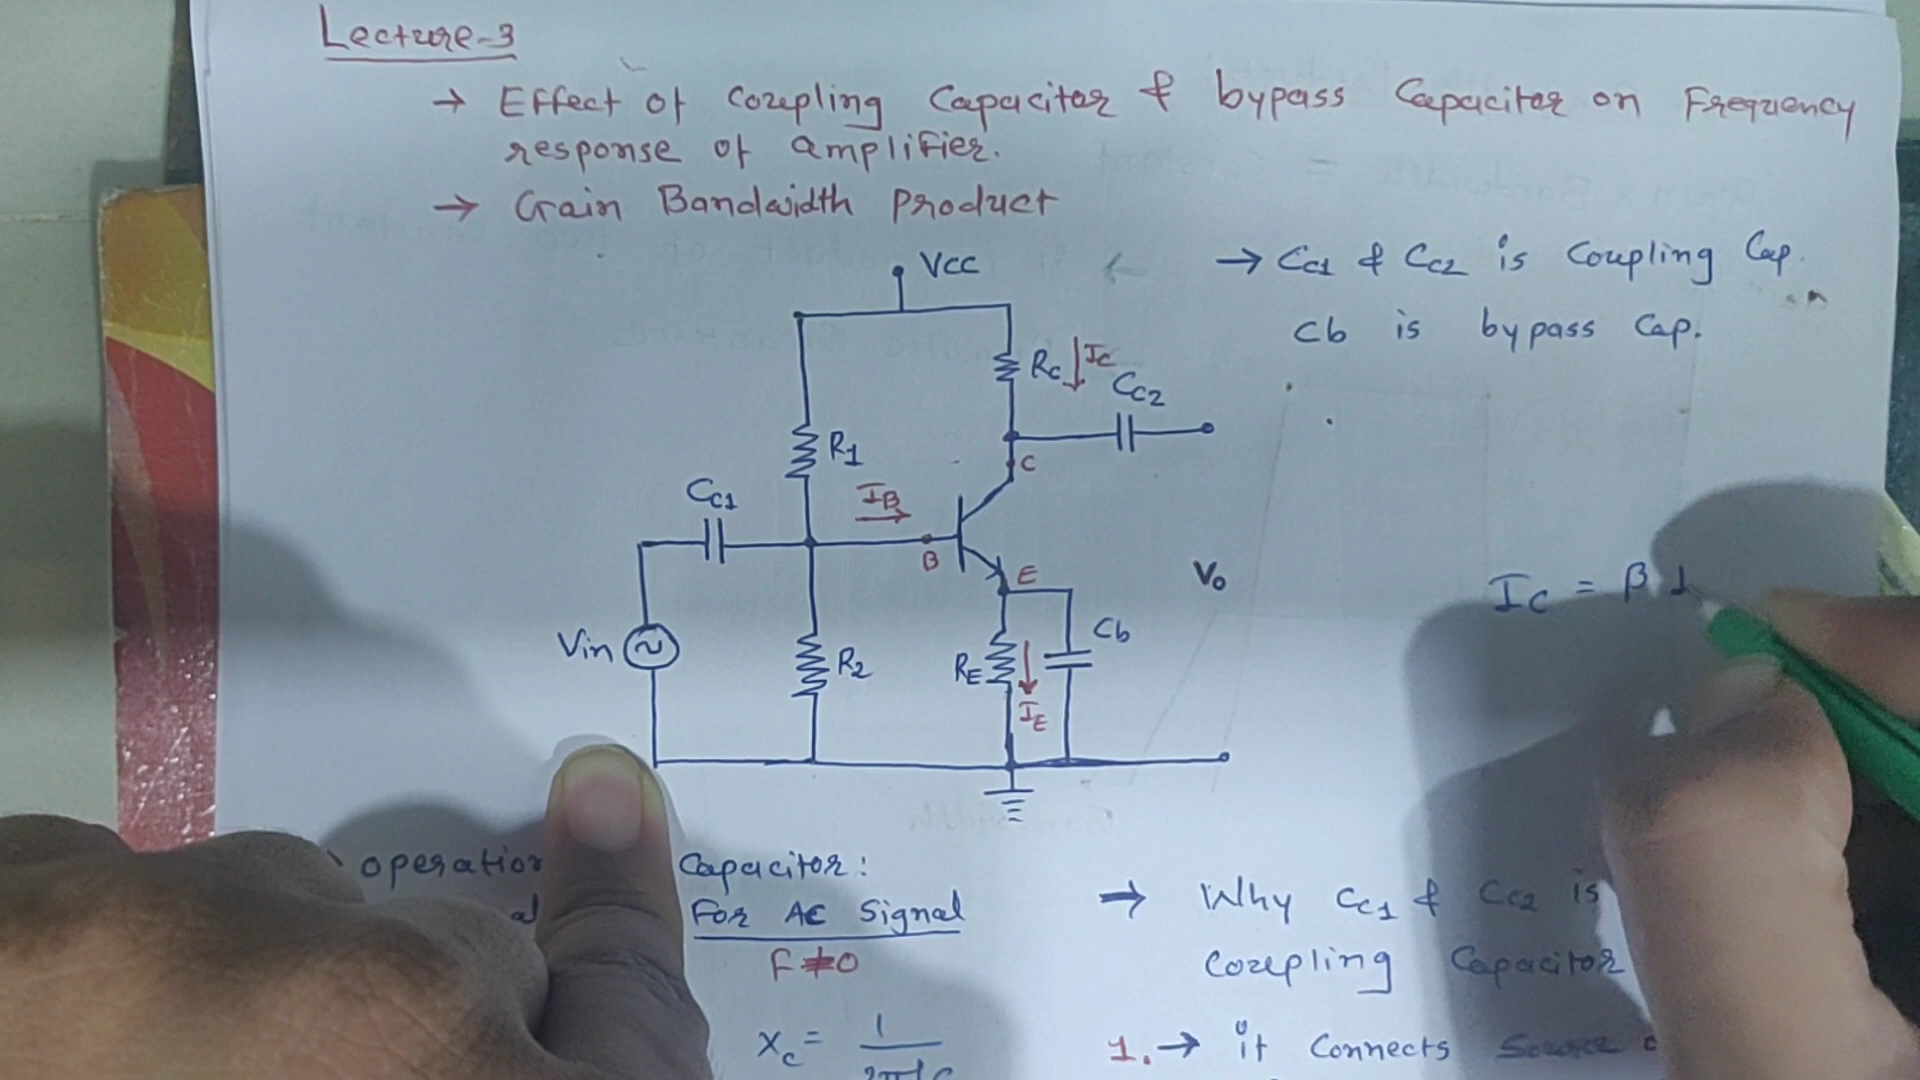 Lecture-3
→ Effect of Coupling Capacitor & bypass Capacitor on Frequency
response of amplifier.
→ Gain Bandwidth Product
→ Cc1 & Cc2 is Coupling Cap.
Cb is bypass Cap.
VCC
Rc ↓ Ic
Cc2
R1
C
Cc1
IB
B
E
Vo
Ic = β
Vin
R2
RE
Cb
IE
operation Capacitor:
For AC Signal
F≠0
Xc = 1
→ Why Cc1 & Cc2 is
Coupling Capacitor
1. → it Connects